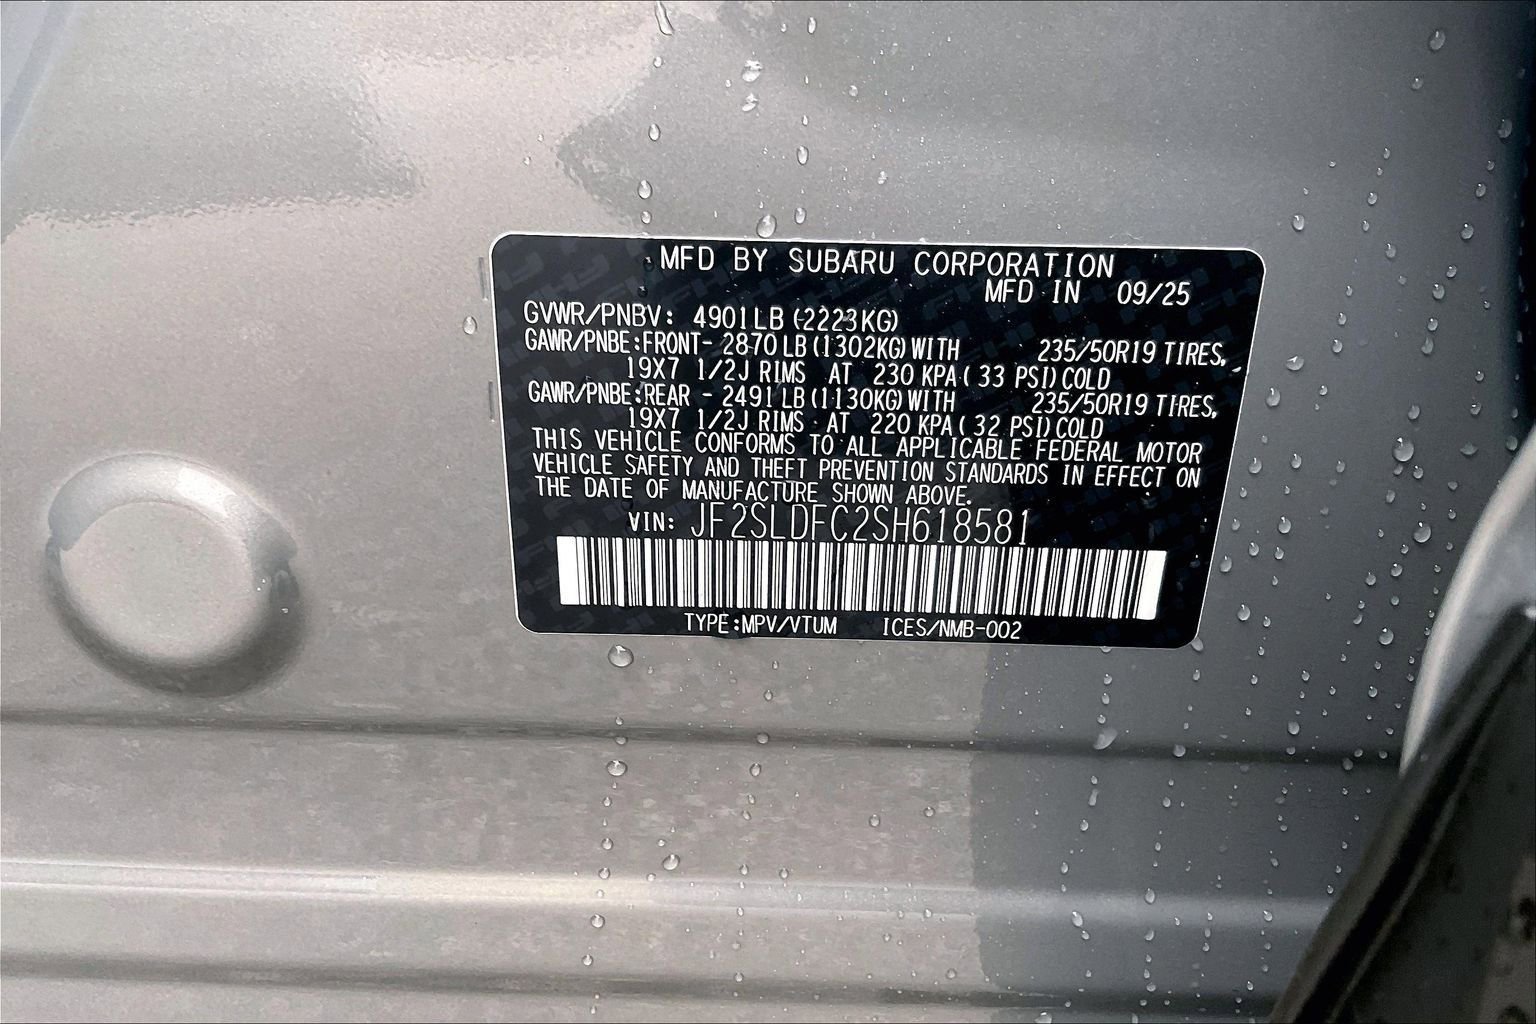 MFD BY SUBARU CORPORATION
MFD IN 09/25
GVWR/PNBV: 4901LB (2223KG)
GAWR/PNBE:FRONT- 2870LB(1302KG)WITH 235/50R19 TIRES,
19X7 1/2J RIMS AT 230 KPA( 33 PSI)COLD
GAWR/PNBE:REAR - 2491LB(1130KG)WITH 235/50R19 TIRES,
19X7 1/2J RIMS AT 220 KPA( 32 PSI)COLD
THIS VEHICLE CONFORMS TO ALL APPLICABLE FEDERAL MOTOR
VEHICLE SAFETY AND THEFT PREVENTION STANDARDS IN EFFECT ON
THE DATE OF MANUFACTURE SHOWN ABOVE.
VIN: JF2SLDFC2SH618581
TYPE:MPV/VTUM ICES/NMB-002